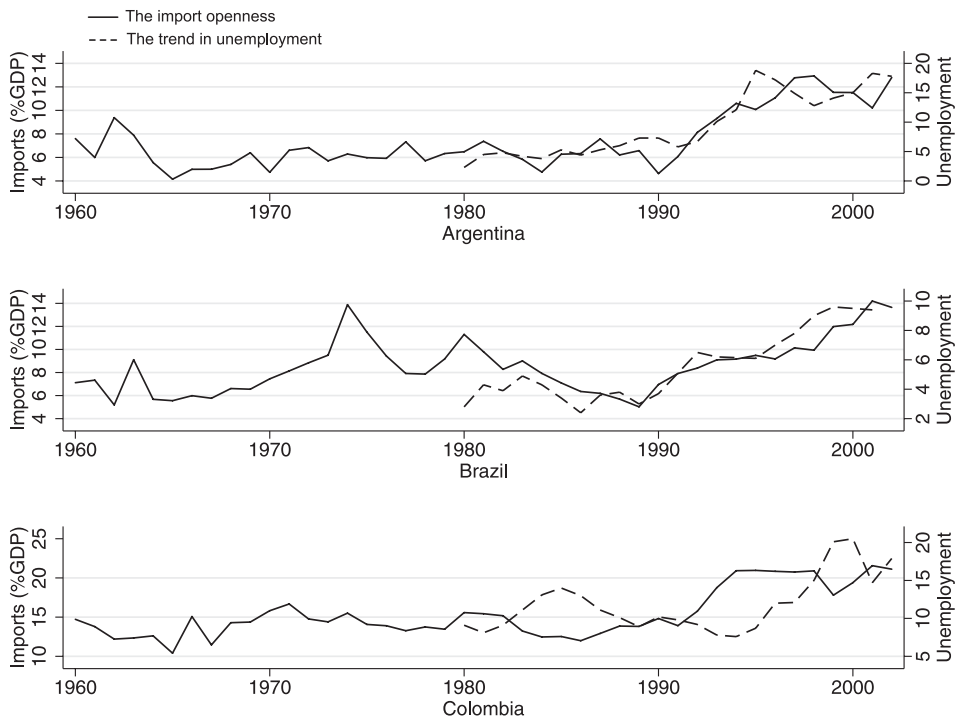 The import openness
The trend in unemployment
Imports (%GDP)
4 6 8 10 12 14
0 5 10 15 20
Unemployment
1960 1970 1980 1990 2000
Argentina
Imports (%GDP)
4 6 8 10 12 14
2 4 6 8 10
Unemployment
1960 1970 1980 1990 2000
Brazil
Imports (%GDP)
10 15 20 25
5 10 15 20
Unemployment
1960 1970 1980 1990 2000
Colombia